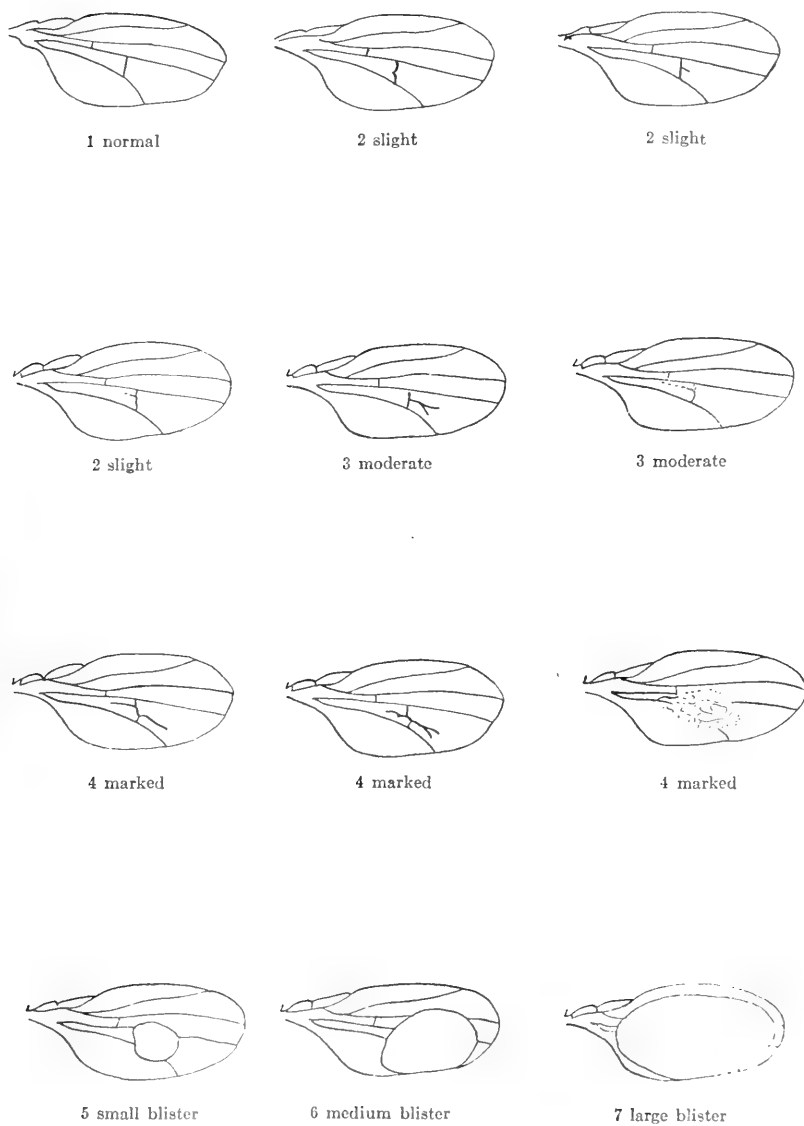 1 normal
2 slight
2 slight
2 slight
3 moderate
3 moderate
4 marked
4 marked
4 marked
5 small blister
6 medium blister
7 large blister